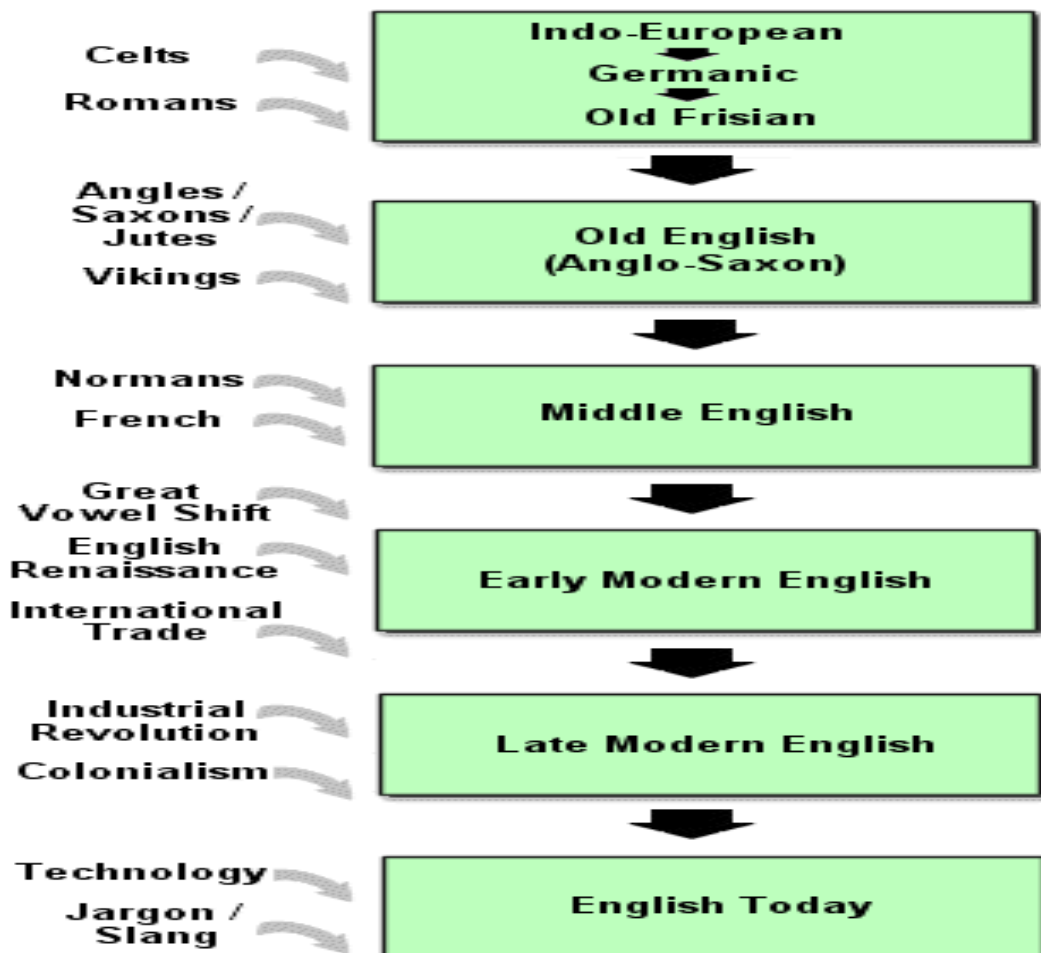 Indo-European
Celts
Germanic
Romans
Old Frisian
Angles /
Saxons /
Jutes
Vikings
Old English
(Anglo-Saxon)
Normans
French
Middle English
Great
Vowel Shift
English
Renaissance
International
Trade
Early Modern English
Industrial
Revolution
Colonialism
Late Modern English
Technology
Jargon /
Slang
English Today